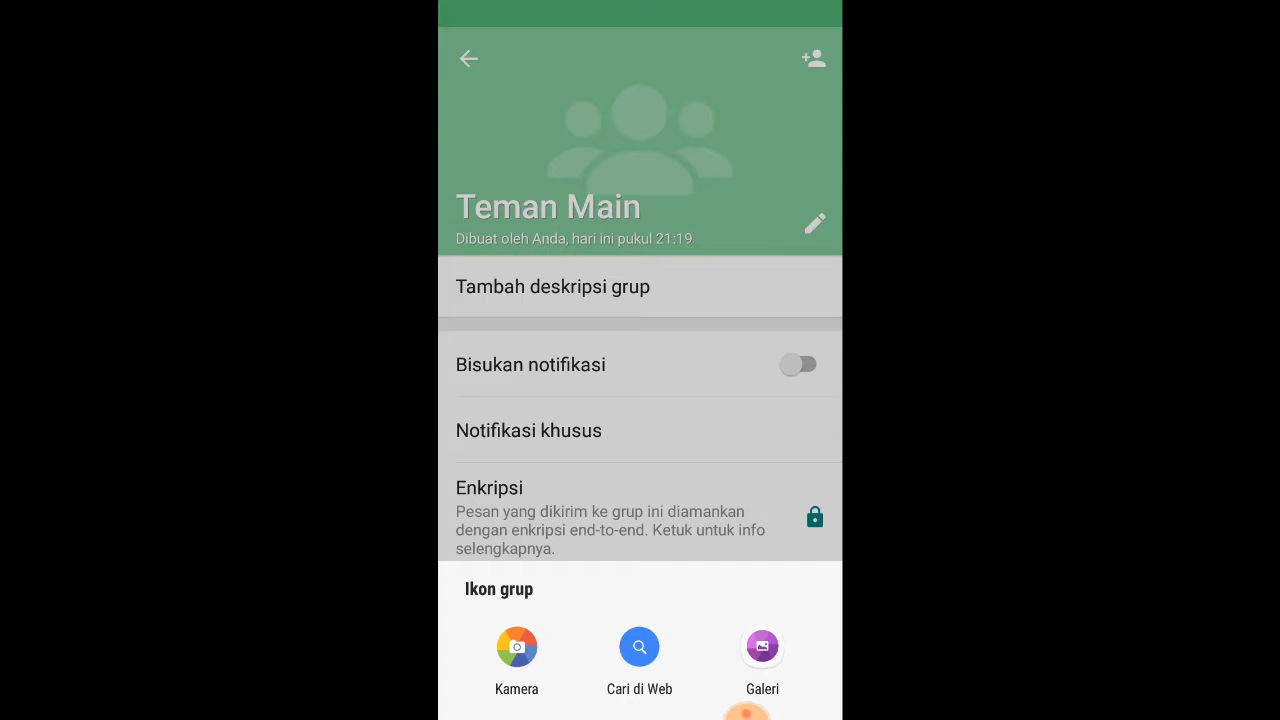 Teman Main
Dibuat oleh Anda, hari ini pukul 21:19
Tambah deskripsi grup
Bisukan notifikasi
Notifikasi khusus
Enkripsi
Pesan yang dikirim ke grup ini diamankan
dengan enkripsi end-to-end. Ketuk untuk info
selengkapnya.
Ikon grup
Kamera
Cari di Web
Galeri